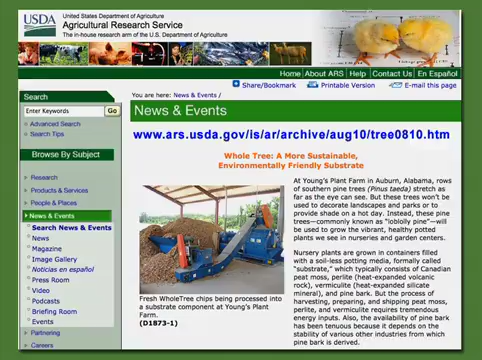 USDA
United States Department of Agriculture
Agricultural Research Service
The in-house research arm of the U.S. Department of Agriculture
Home | About ARS | Help | Contact Us | En Español
Share/Bookmark Printable Version E-mail this page
Search
Enter Keywords Go
Advanced Search
Search Tips
Browse By Subject
Research
Products & Services
People & Places
News & Events
Search News & Events
News
Magazine
Image Gallery
Noticias en español
Press Room
Video
Podcasts
Briefing Room
Events
Partnering
Careers
You are here: News & Events /
News & Events
www.ars.usda.gov/is/ar/archive/aug10/tree0810.htm
Whole Tree: A More Sustainable,
Environmentally Friendly Substrate
Fresh WholeTree chips being processed into
a substrate component at Young's Plant
Farm.
(D1873-1)
At Young's Plant Farm in Auburn, Alabama, rows
of southern pine trees (Pinus taeda) stretch as
far as the eye can see. But these trees won't be
used to decorate landscapes and parks or to
provide shade on a hot day. Instead, these pine
trees—commonly known as "loblolly pine"—will
be used to grow the vibrant, healthy potted
plants we see in nurseries and garden centers.
Nursery plants are grown in containers filled
with a soil-less potting media, formally called
"substrate," which typically consists of Canadian
peat moss, perlite (heat-expanded volcanic
rock), vermiculite (heat-expanded silicate
mineral), and pine bark. But the process of
harvesting, preparing, and shipping peat moss,
perlite, and vermiculite requires tremendous
energy inputs. Also, the availability of pine bark
has been tenuous because it depends on the
stability of various other industries from which
pine bark is derived.